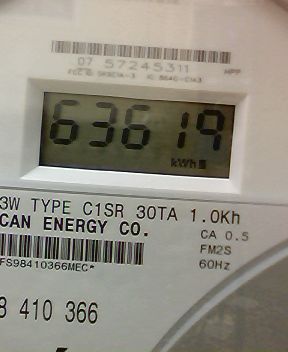 07 57245311
63619
kWh
3W TYPE C1SR 30TA 1.0Kh
CAN ENERGY CO.
CA 0.5
FM2S
FS98410366MEC*
60Hz
8 410 366